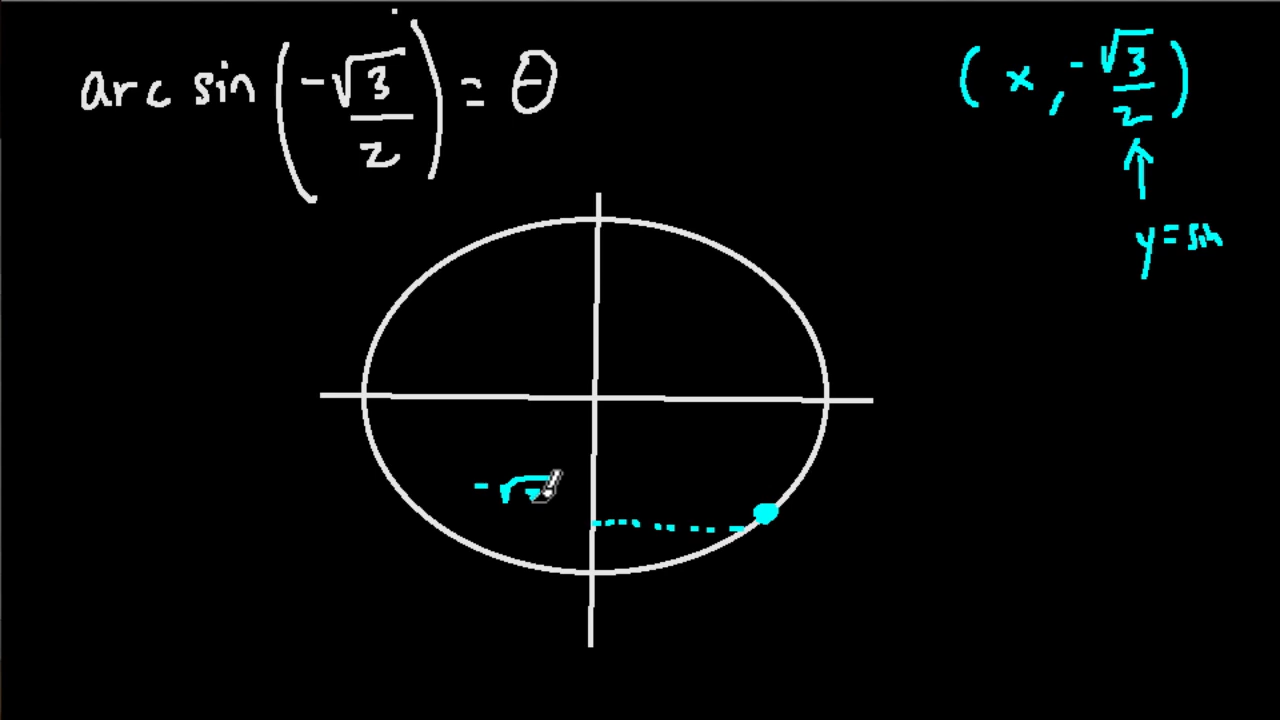 arc sin(-√3/2) = θ
(x, -√3/2)
↑
y = sin
-√